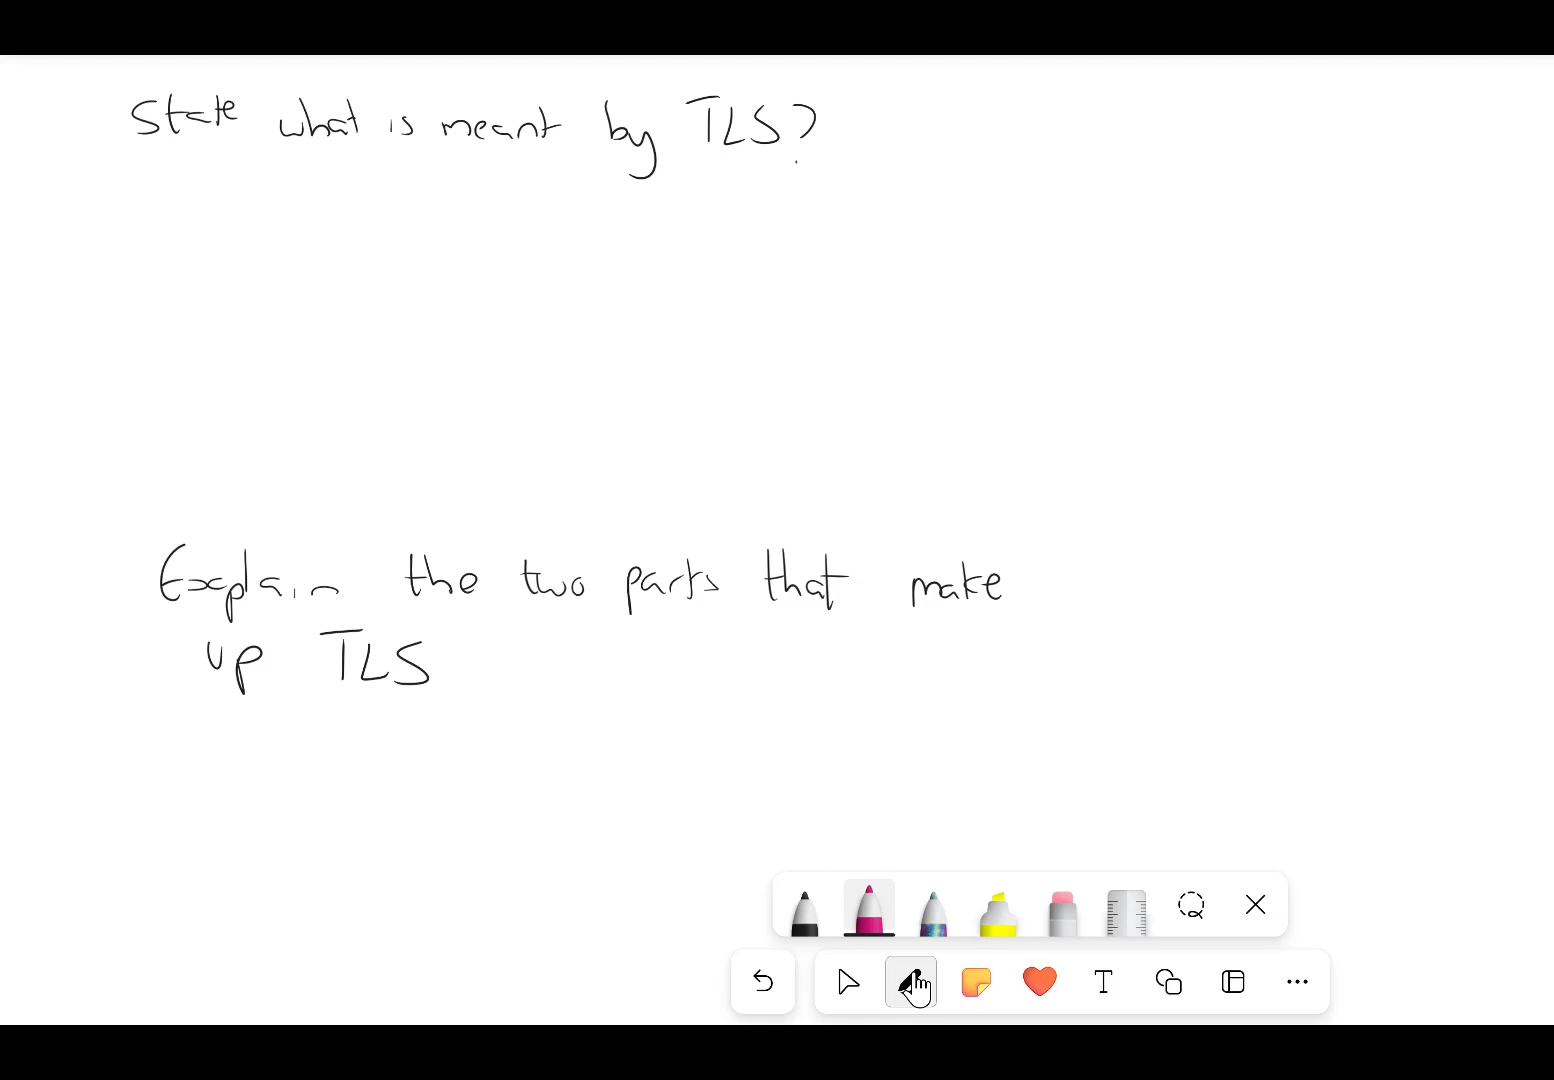 State what is meant by TLS?
Explain the two parts that make
up TLS
T